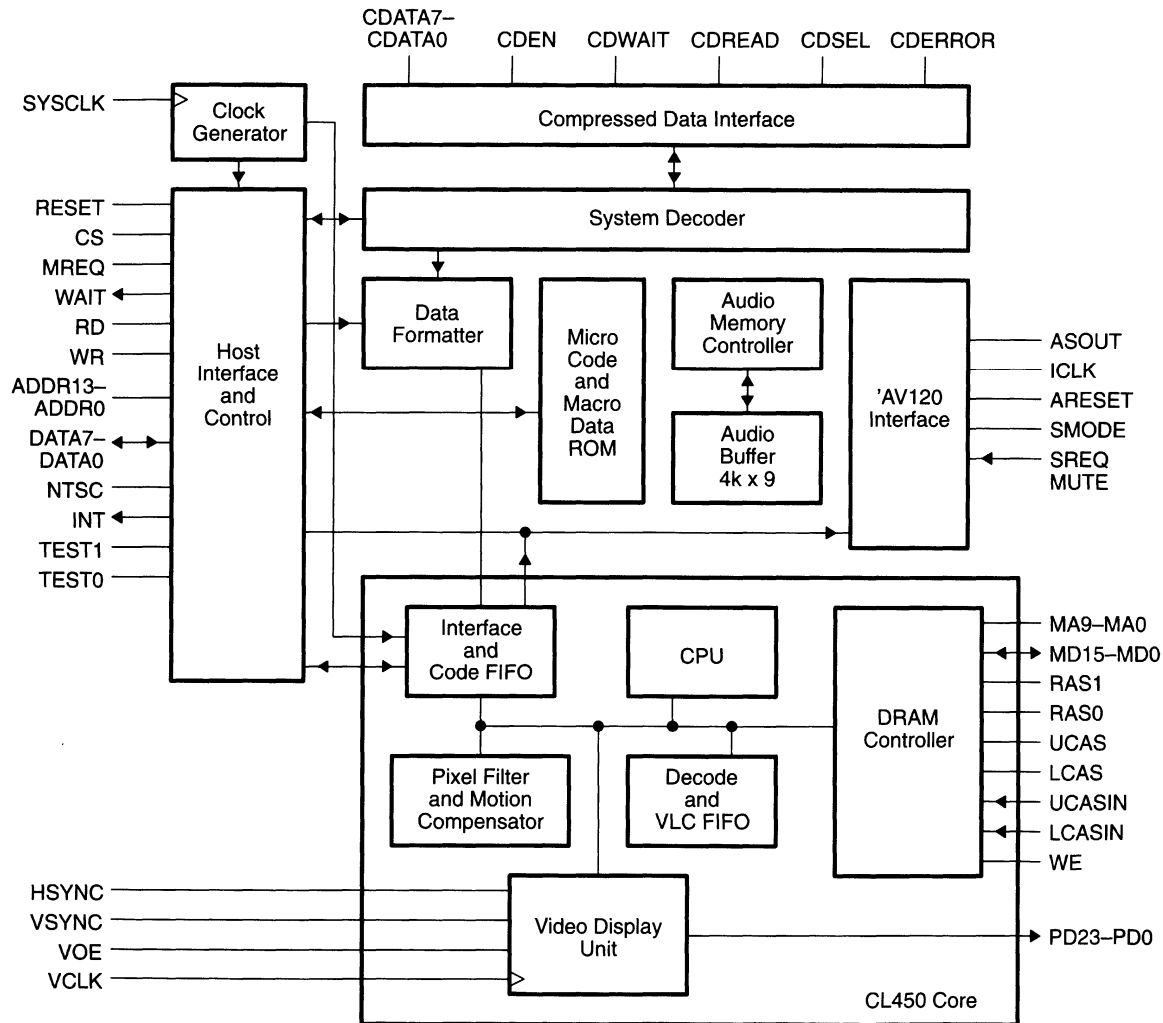 CDATA7–
CDATA0
CDEN
CDWAIT
CDREAD
CDSEL
CDERROR
SYSCLK
Clock
Generator
Compressed Data Interface
RESET
CS
MREQ
WAIT
RD
WR
ADDR13–
ADDR0
DATA7–
DATA0
NTSC
INT
TEST1
TEST0
Host
Interface
and
Control
System Decoder
Data
Formatter
Micro
Code
and
Macro
Data
ROM
Audio
Memory
Controller
Audio
Buffer
4k x 9
'AV120
Interface
ASOUT
ICLK
ARESET
SMODE
SREQ
MUTE
Interface
and
Code FIFO
CPU
DRAM
Controller
MA9–MA0
MD15–MD0
RAS1
RAS0
UCAS
LCAS
UCASIN
LCASIN
WE
Pixel Filter
and Motion
Compensator
Decode
and
VLC FIFO
HSYNC
VSYNC
VOE
VCLK
Video Display
Unit
PD23–PD0
CL450 Core